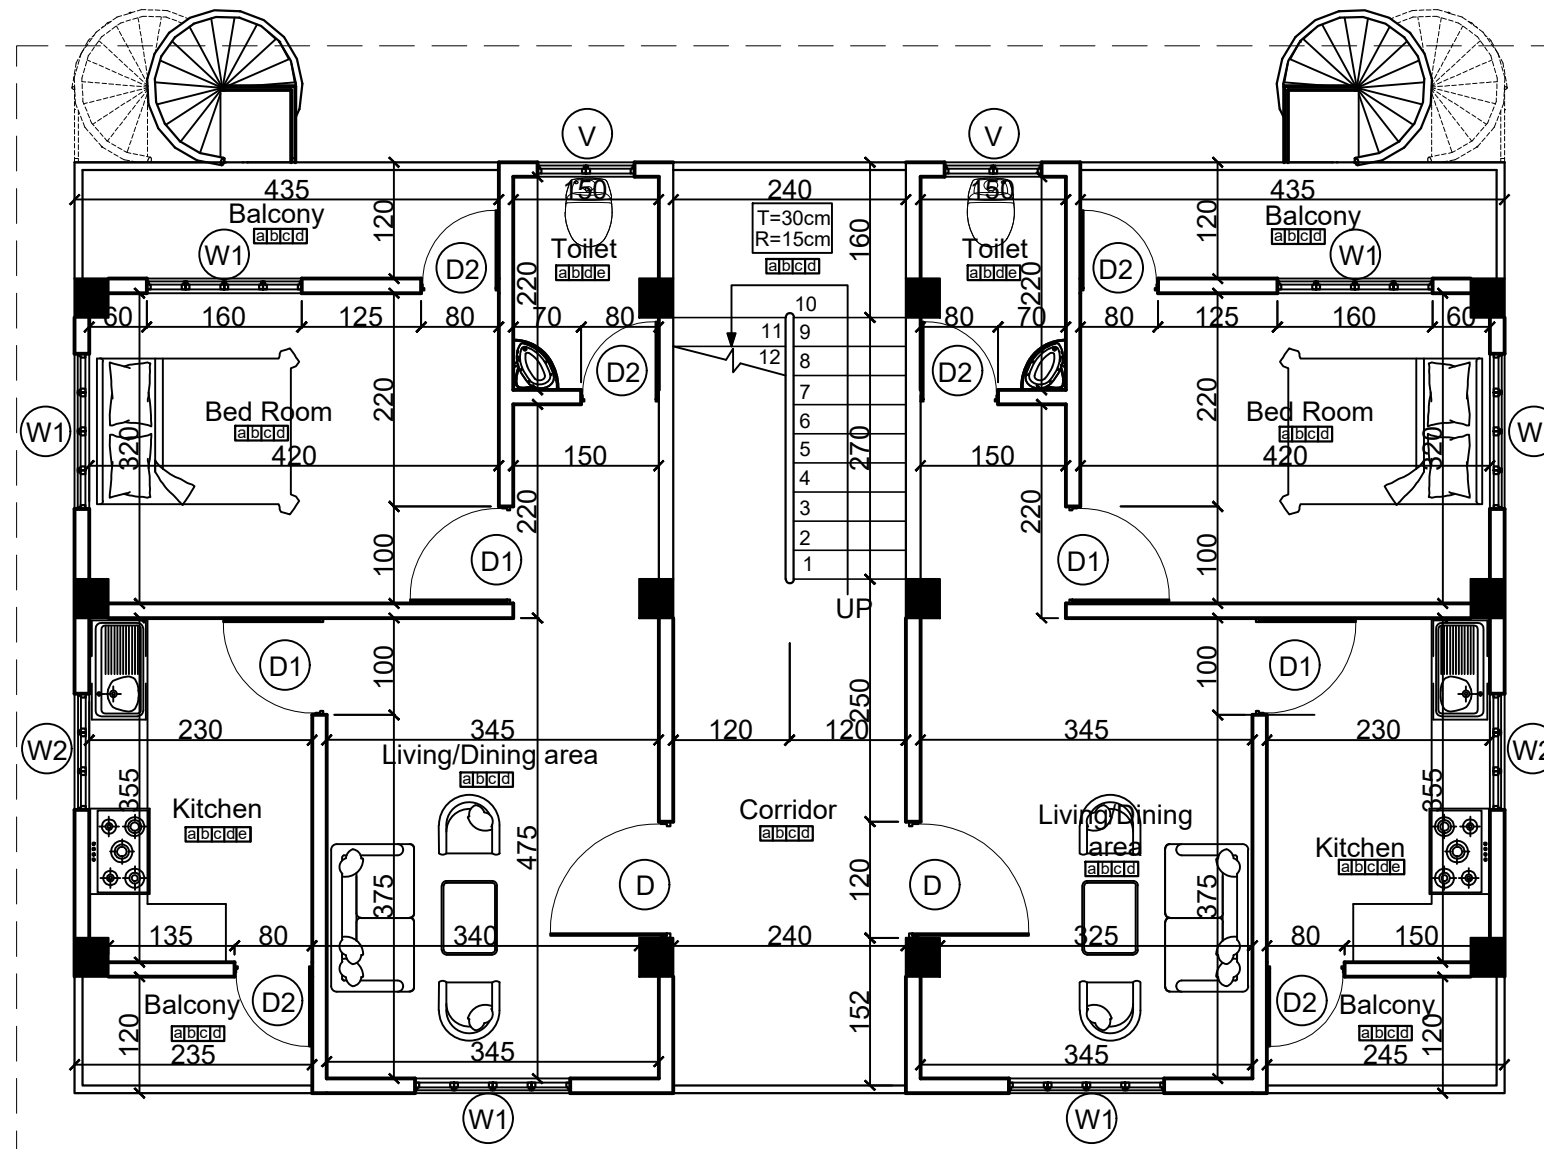 V
V
435
150
240
150
435
Balcony
abcd
120
T=30cm
R=15cm
160
120
Balcony
abcd
W1
D2
Toilet
abde
abcd
Toilet
abde
D2
W1
220
220
60
160
125
80
70
80
10
80
70
80
125
160
60
11
9
12
8
D2
D2
7
W1
Bed Room
abcd
220
6
220
Bed Room
abcd
W
320
420
150
5
270
150
420
320
4
220
3
220
2
100
D1
1
D1
100
UP
100
D1
D1
100
250
W2
230
345
120
120
345
230
W2
Living/Dining area
abcd
355
Kitchen
abcde
Corridor
abcd
Living/Dining
area
abcd
355
Kitchen
abcde
475
375
D
120
D
375
135
80
340
240
325
80
150
Balcony
abcd
D2
152
D2
Balcony
abcd
120
235
345
345
245
120
W1
W1